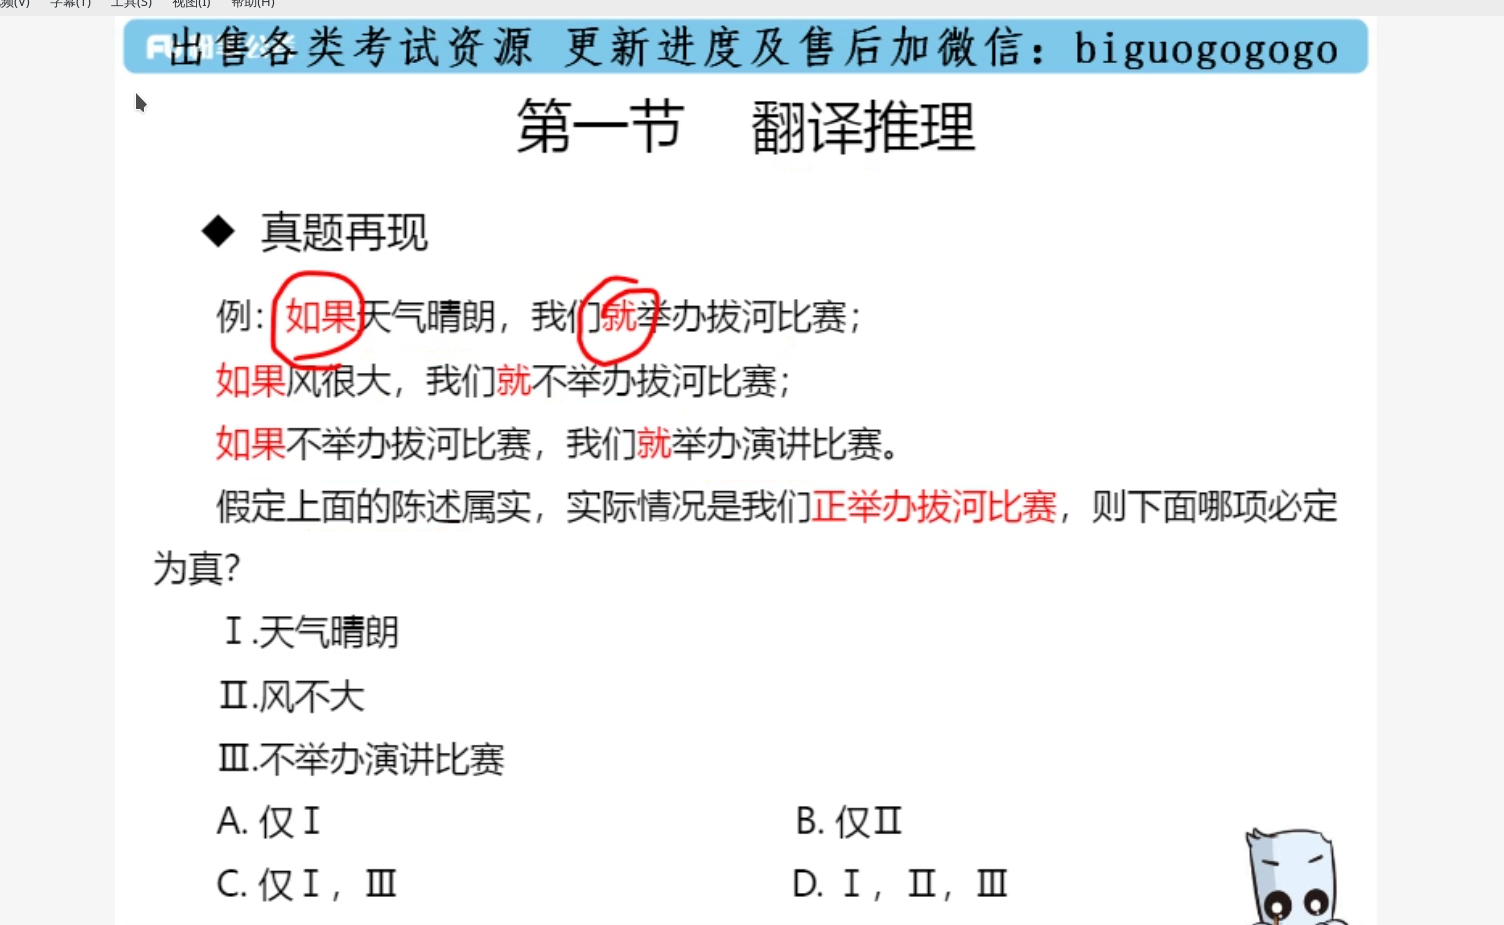 字幕(T) 工具(S) 视图(I) 帮助(H)
出售各类考试资源 更新进度及售后加微信：biguogogogo
第一节 翻译推理
◆ 真题再现
例：如果天气晴朗，我们就举办拔河比赛；
如果风很大，我们就不举办拔河比赛；
如果不举办拔河比赛，我们就举办演讲比赛。
假定上面的陈述属实，实际情况是我们正举办拔河比赛，则下面哪项必定
为真？
Ⅰ.天气晴朗
Ⅱ.风不大
Ⅲ.不举办演讲比赛
A. 仅Ⅰ
B. 仅Ⅱ
C. 仅Ⅰ，Ⅲ
D. Ⅰ，Ⅱ，Ⅲ